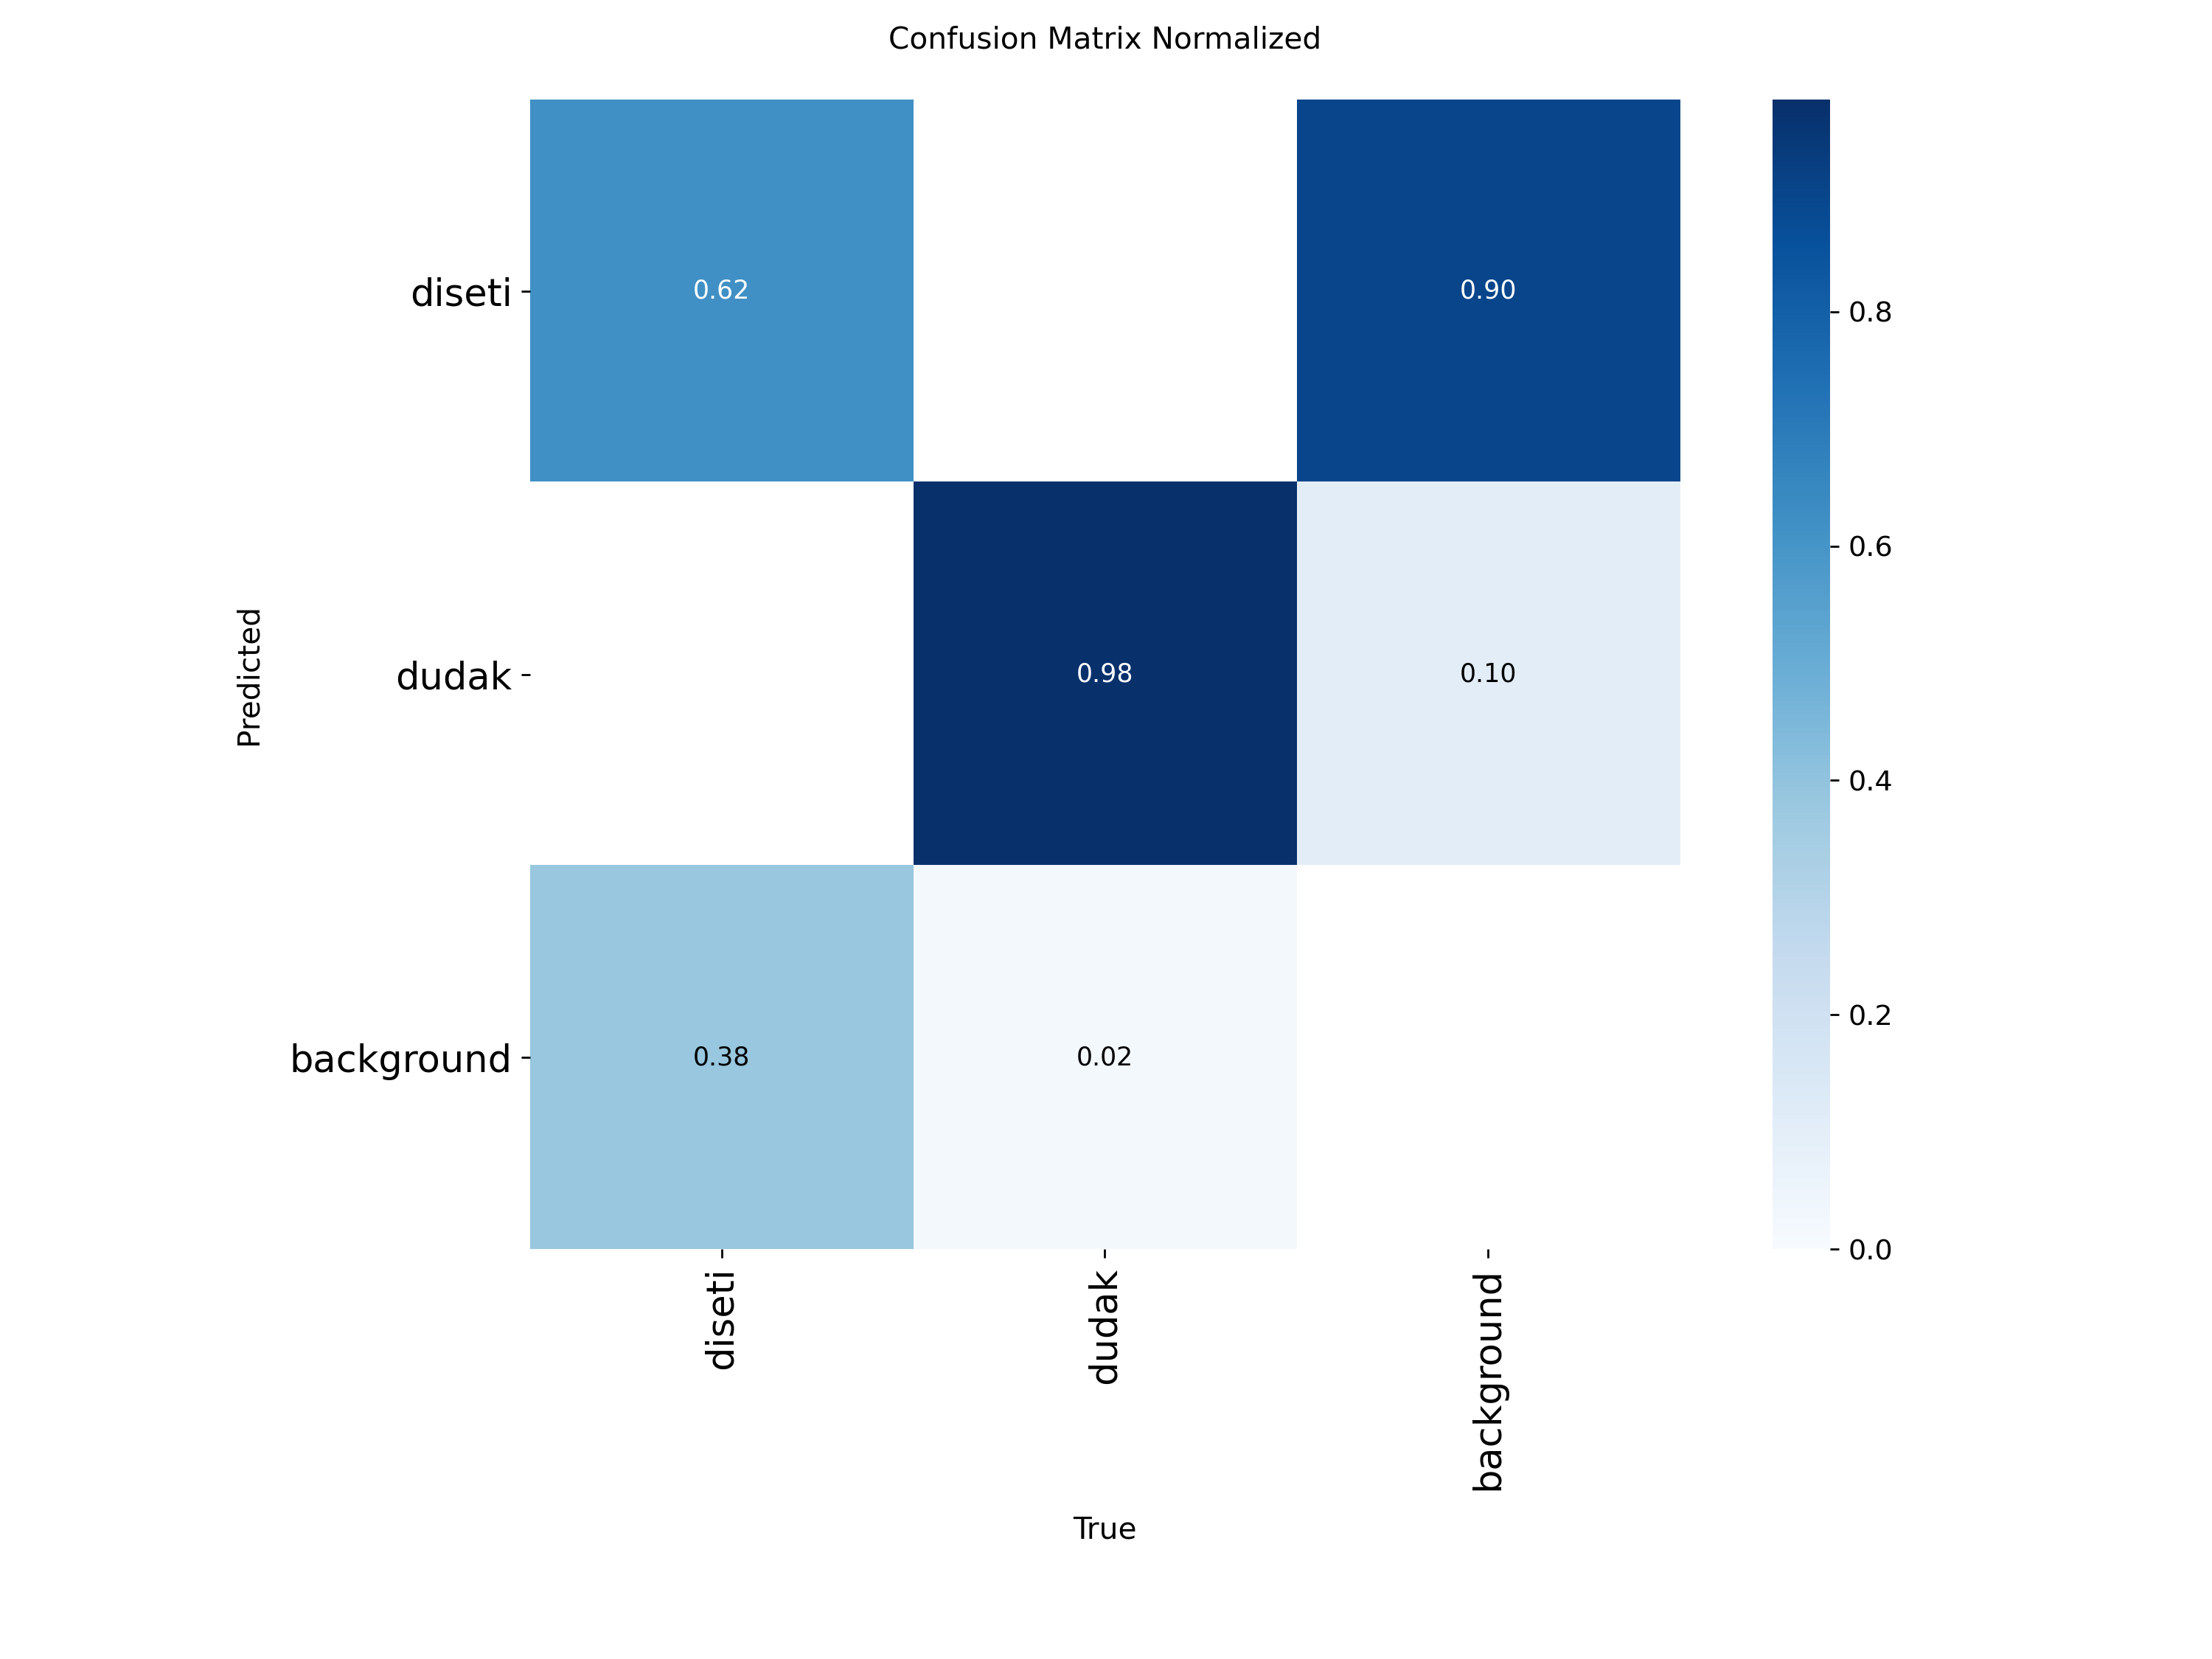 Confusion Matrix Normalized
diseti
0.62
0.90
dudak
0.98
0.10
background
0.38
0.02
Predicted
diseti
dudak
background
True
0.8
0.6
0.4
0.2
0.0